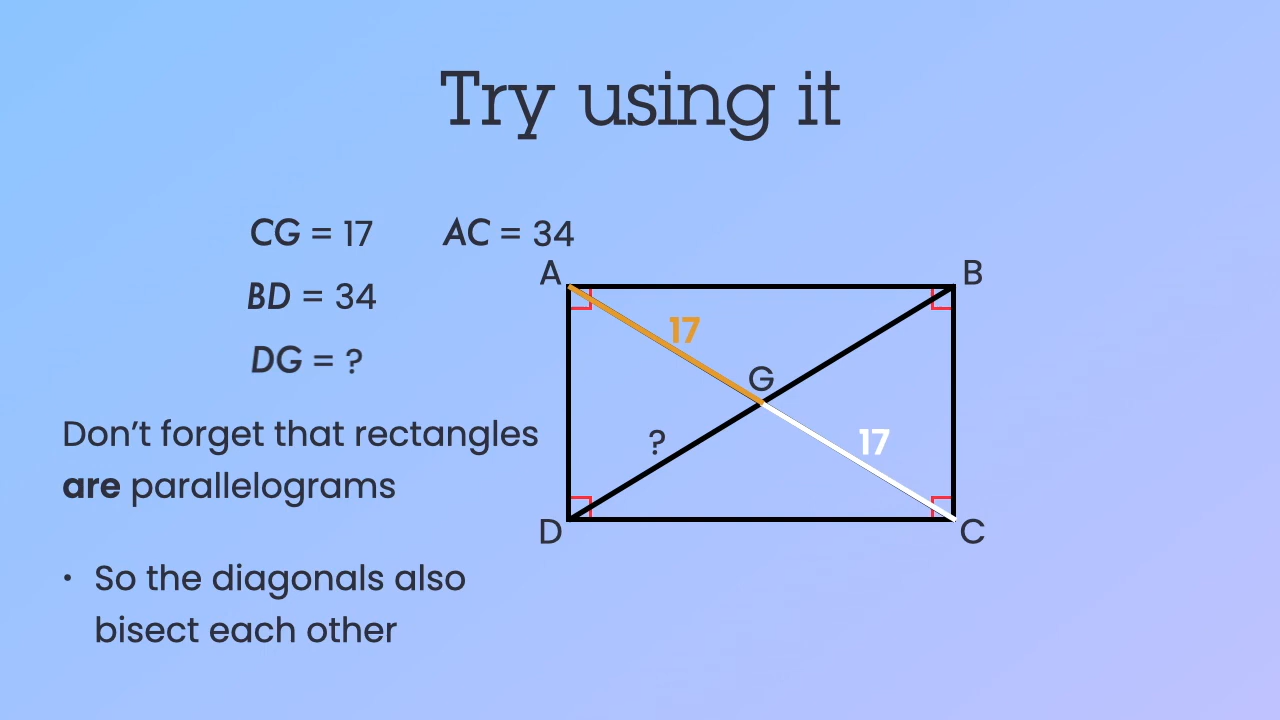 Try using it
CG = 17 AC = 34
BD = 34
DG = ?
Don’t forget that rectangles
are parallelograms
• So the diagonals also
bisect each other
A
B
17
G
?
17
D
C